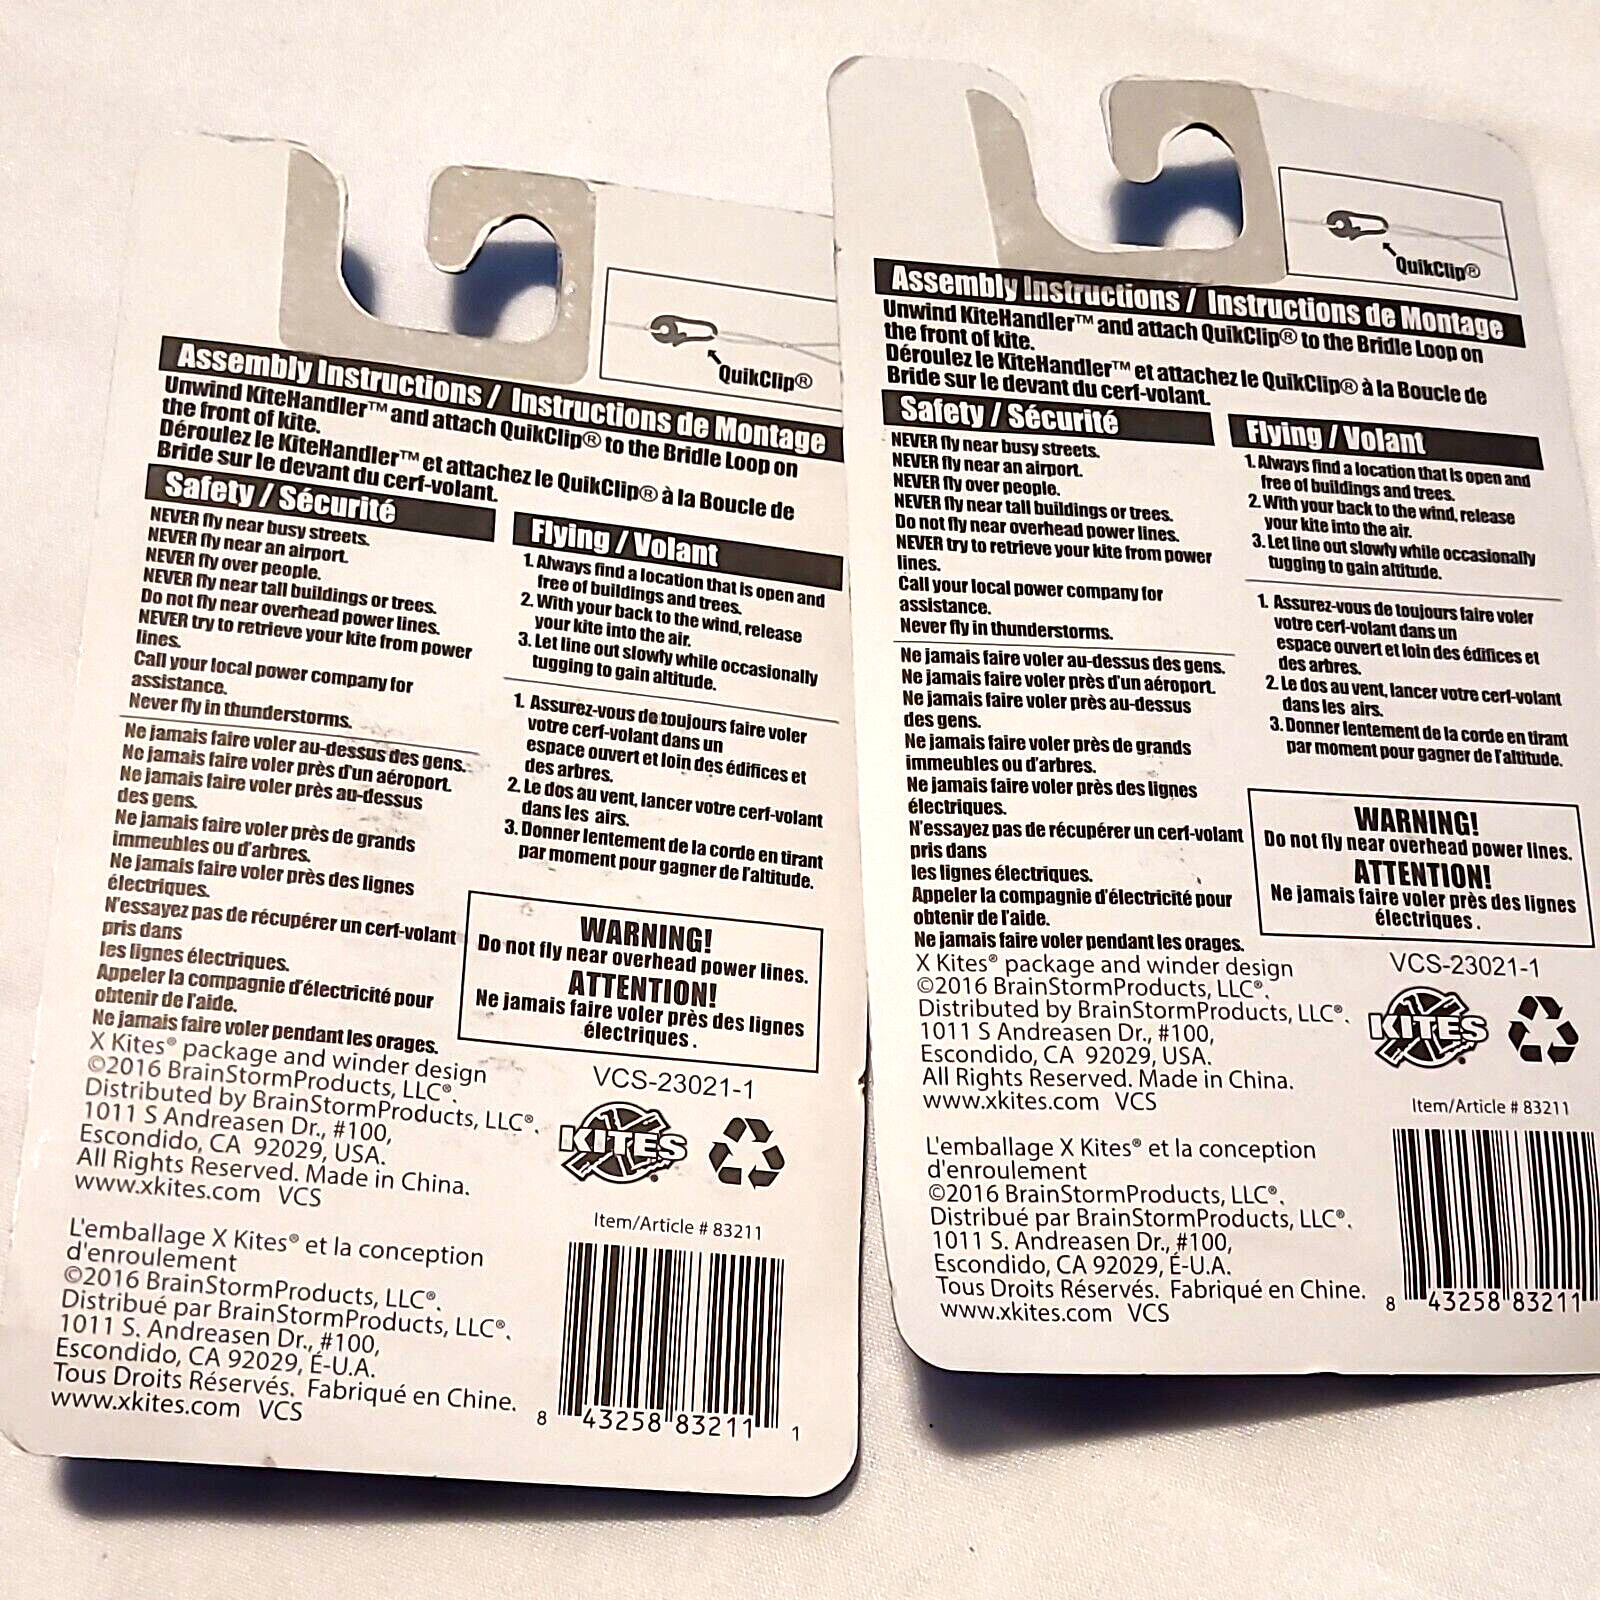 QuikClip®
Assembly Instructions / Instructions de Montage
Unwind KiteHandler™ and attach QuikClip® to the Bridle Loop on
the front of kite.
Déroulez le KiteHandler™ et attachez le QuikClip® à la Boucle de
Bride sur le devant du cerf-volant.
Safety / Sécurité
NEVER fly near busy streets.
NEVER fly near an airport.
NEVER fly over people.
NEVER fly near tall buildings or trees.
Do not fly near overhead power lines.
NEVER try to retrieve your kite from power
lines.
Call your local power company for
assistance.
Never fly in thunderstorms.
Ne jamais faire voler au-dessus des gens.
Ne jamais faire voler près d'un aéroport.
Ne jamais faire voler près au-dessus
des gens.
Ne jamais faire voler près de grands
immeubles ou d'arbres.
Ne jamais faire voler près des lignes
électriques.
N'essayez pas de récupérer un cerf-volant
pris dans
les lignes électriques.
Appeler la compagnie d'électricité pour
obtenir de l'aide.
Ne jamais faire voler pendant les orages.
Flying / Volant
1. Always find a location that is open and
free of buildings and trees.
2. With your back to the wind, release
your kite into the air.
3. Let line out slowly while occasionally
tugging to gain altitude.
1. Assurez-vous de toujours faire voler
votre cerf-volant dans un
espace ouvert et loin des édifices et
des arbres.
2. Le dos au vent, lancer votre cerf-volant
dans les airs.
3. Donner lentement de la corde en tirant
par moment pour gagner de l'altitude.
WARNING!
Do not fly near overhead power lines.
ATTENTION!
Ne jamais faire voler près des lignes
électriques .
X Kites® package and winder design
©2016 BrainStormProducts, LLC®.
Distributed by BrainStormProducts, LLC®.
1011 S Andreasen Dr., #100,
Escondido, CA 92029, USA.
All Rights Reserved. Made in China.
www.xkites.com VCS
L'emballage X Kites® et la conception
d'enroulement
©2016 BrainStormProducts, LLC®.
Distribué par BrainStormProducts, LLC®.
1011 S. Andreasen Dr., #100,
Escondido, CA 92029, É-U.A.
Tous Droits Réservés. Fabriqué en Chine.
www.xkites.com VCS
VCS-23021-1
KITES
Item/Article # 83211
8 43258 83211 1
QuikClip®
Assembly Instructions / Instructions de Montage
Unwind KiteHandler™ and attach QuikClip® to the Bridle Loop on
the front of kite.
Déroulez le KiteHandler™ et attachez le QuikClip® à la Boucle de
Bride sur le devant du cerf-volant.
Safety / Sécurité
NEVER fly near busy streets.
NEVER fly near an airport.
NEVER fly over people.
NEVER fly near tall buildings or trees.
Do not fly near overhead power lines.
NEVER try to retrieve your kite from power
lines.
Call your local power company for
assistance.
Never fly in thunderstorms.
Ne jamais faire voler au-dessus des gens.
Ne jamais faire voler près d'un aéroport.
Ne jamais faire voler près au-dessus
des gens.
Ne jamais faire voler près de grands
immeubles ou d'arbres.
Ne jamais faire voler près des lignes
électriques.
N'essayez pas de récupérer un cerf-volant
pris dans
les lignes électriques.
Appeler la compagnie d'électricité pour
obtenir de l'aide.
Ne jamais faire voler pendant les orages.
Flying / Volant
1. Always find a location that is open and
free of buildings and trees.
2. With your back to the wind, release
your kite into the air.
3. Let line out slowly while occasionally
tugging to gain altitude.
1. Assurez-vous de toujours faire voler
votre cerf-volant dans un
espace ouvert et loin des édifices et
des arbres.
2. Le dos au vent, lancer votre cerf-volant
dans les airs.
3. Donner lentement de la corde en tirant
par moment pour gagner de l'altitude.
WARNING!
Do not fly near overhead power lines.
ATTENTION!
Ne jamais faire voler près des lignes
électriques .
X Kites® package and winder design
©2016 BrainStormProducts, LLC®.
Distributed by BrainStormProducts, LLC®.
1011 S Andreasen Dr., #100,
Escondido, CA 92029, USA.
All Rights Reserved. Made in China.
www.xkites.com VCS
L'emballage X Kites® et la conception
d'enroulement
©2016 BrainStormProducts, LLC®.
Distribué par BrainStormProducts, LLC®.
1011 S. Andreasen Dr., #100,
Escondido, CA 92029, É-U.A.
Tous Droits Réservés. Fabriqué en Chine.
www.xkites.com VCS
VCS-23021-1
KITES
Item/Article # 83211
8 43258 83211